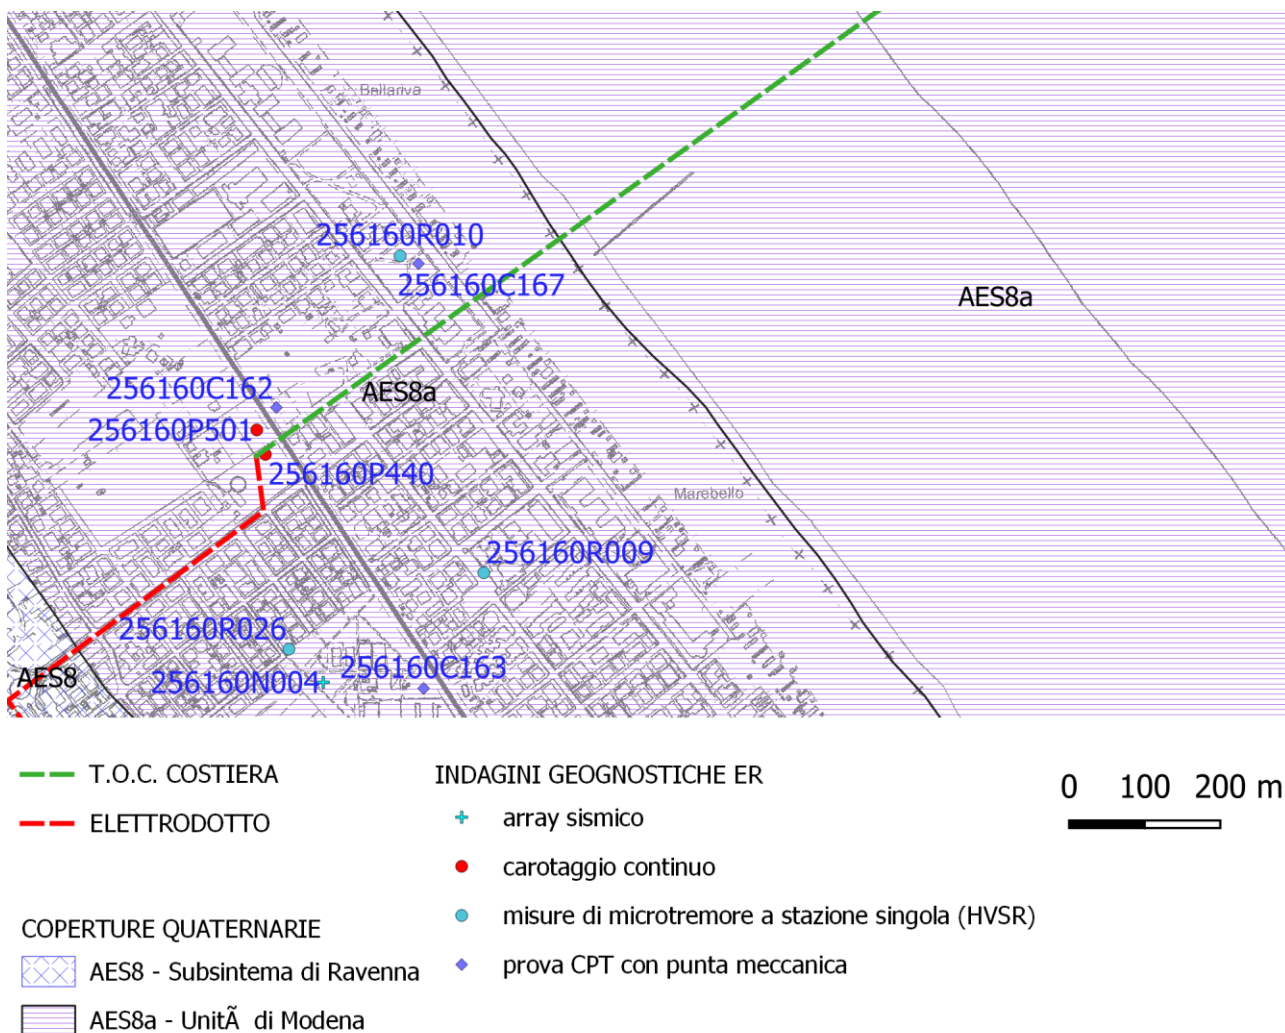 Bellariva
256160R010
256160C167
AES8a
256160C162
AES8a
256160P501
256160P440
Marebello
256160R009
256160R026
256160C163
AES8
256160N004
T.O.C. COSTIERA
ELETTRODOTTO
COPERTURE QUATERNARIE
AES8 - Subsintema di Ravenna
AES8a - UnitÃ di Modena
INDAGINI GEOGNOSTICHE ER
array sismico
carotaggio continuo
misure di microtremore a stazione singola (HVSR)
prova CPT con punta meccanica
0 100 200 m